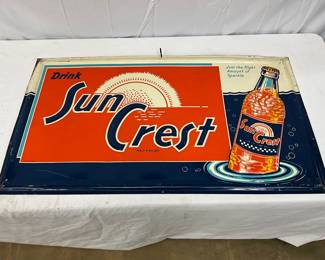 Drink
Sun
Crest
Just the Right
Amount of
Sparkle
Sun
Crest